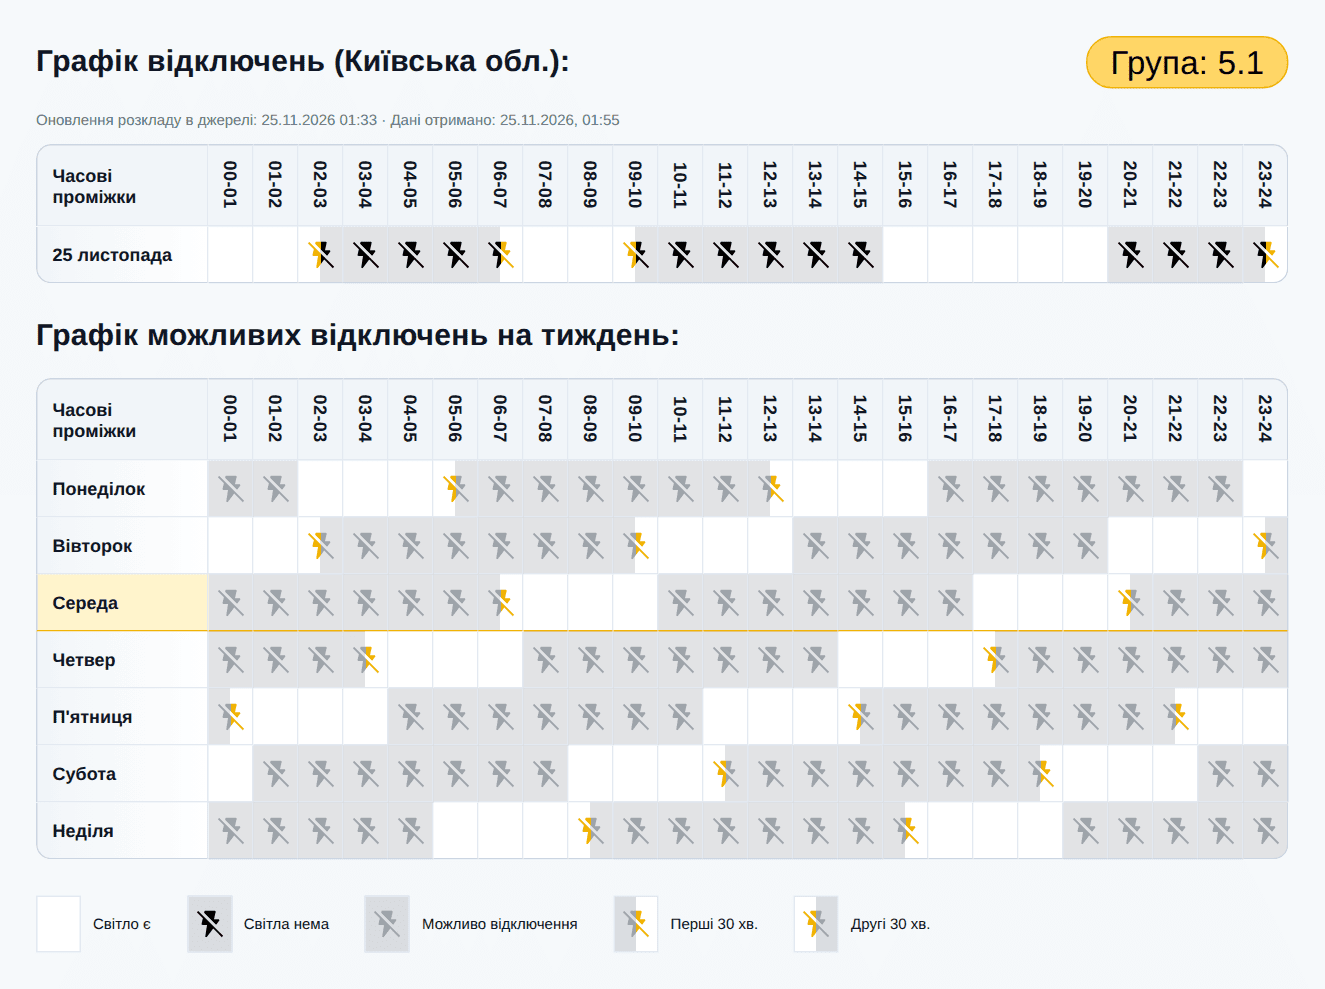 Графік відключень (Київська обл.):
Група: 5.1
Оновлення розкладу в джерелі: 25.11.2026 01:33 · Дані отримано: 25.11.2026, 01:55
Часові проміжки 00-01 01-02 02-03 03-04 04-05 05-06 06-07 07-08 08-09 09-10 10-11 11-12 12-13 13-14 14-15 15-16 16-17 17-18 18-19 19-20 20-21 21-22 22-23 23-24
25 листопада
Графік можливих відключень на тиждень:
Часові проміжки 00-01 01-02 02-03 03-04 04-05 05-06 06-07 07-08 08-09 09-10 10-11 11-12 12-13 13-14 14-15 15-16 16-17 17-18 18-19 19-20 20-21 21-22 22-23 23-24
Понеділок
Вівторок
Середа
Четвер
П'ятниця
Субота
Неділя
Світло є Світла нема Можливо відключення Перші 30 хв. Другі 30 хв.